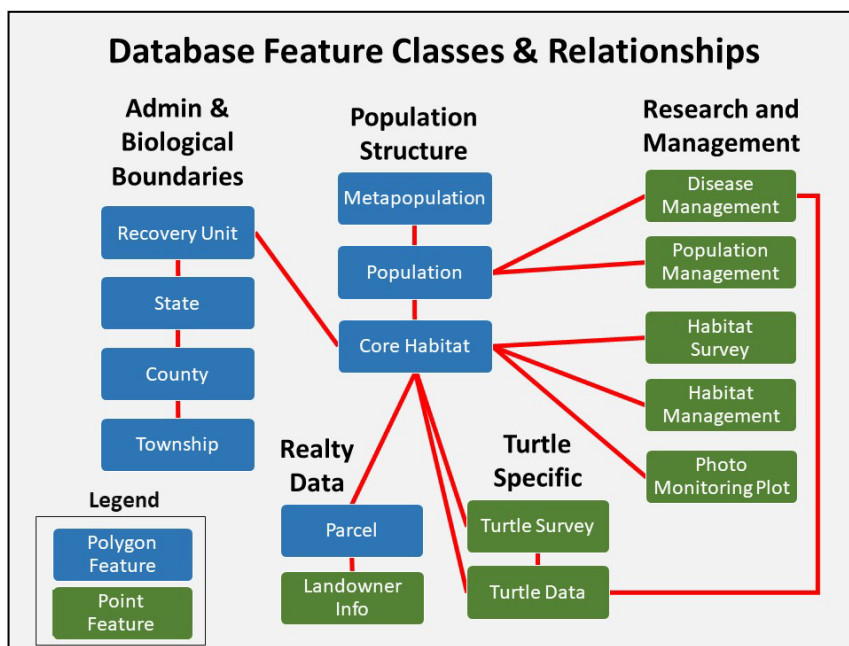 Database Feature Classes & Relationships
Admin &
Biological
Boundaries
Recovery Unit
State
County
Township
Population
Structure
Metapopulation
Population
Core Habitat
Research and
Management
Disease
Management
Population
Management
Habitat
Survey
Habitat
Management
Photo
Monitoring Plot
Realty
Data
Parcel
Landowner
Info
Turtle
Specific
Turtle Survey
Turtle Data
Legend
Polygon
Feature
Point
Feature